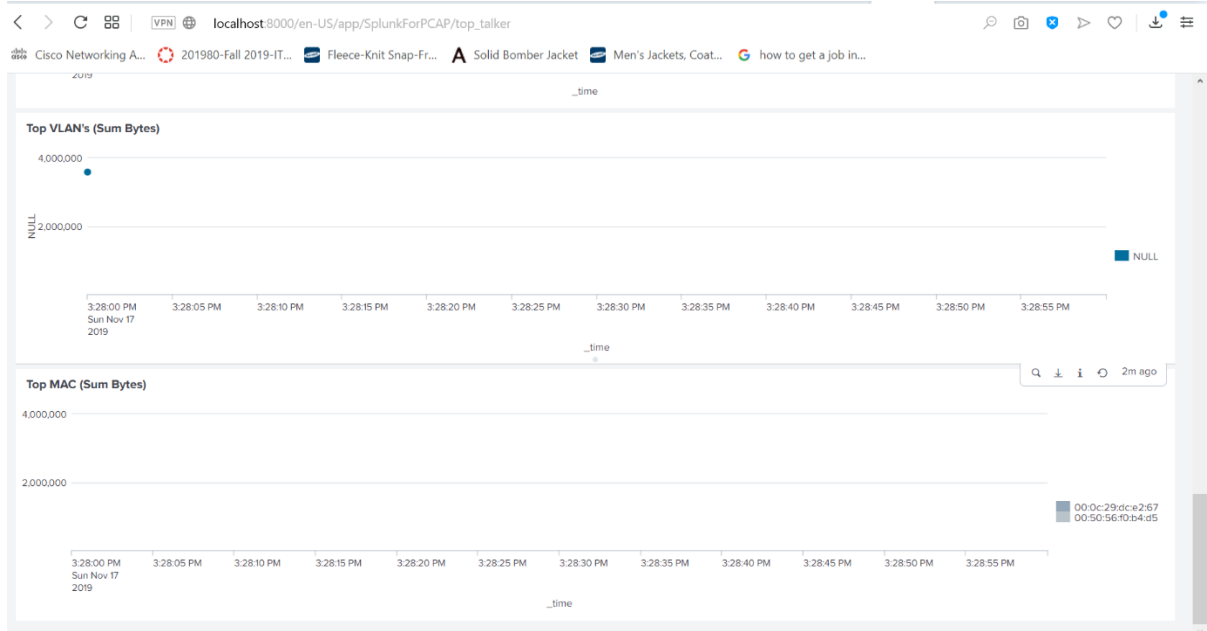 VPN localhost:8000/en-US/app/SplunkForPCAP/top_talker
Cisco Networking A... 201980-Fall 2019-IT... Fleece-Knit Snap-Fr... A Solid Bomber Jacket Men's Jackets, Coat... G how to get a job in...
2019
_time
Top VLAN's (Sum Bytes)
4,000,000
2,000,000
NULL
NULL
3:28:00 PM 3:28:05 PM 3:28:10 PM 3:28:15 PM 3:28:20 PM 3:28:25 PM 3:28:30 PM 3:28:35 PM 3:28:40 PM 3:28:45 PM 3:28:50 PM 3:28:55 PM
Sun Nov 17
2019
_time
2m ago
Top MAC (Sum Bytes)
4,000,000
2,000,000
00:0c:29:dc:e2:67
00:50:56:f0:b4:d5
3:28:00 PM 3:28:05 PM 3:28:10 PM 3:28:15 PM 3:28:20 PM 3:28:25 PM 3:28:30 PM 3:28:35 PM 3:28:40 PM 3:28:45 PM 3:28:50 PM 3:28:55 PM
Sun Nov 17
2019
_time